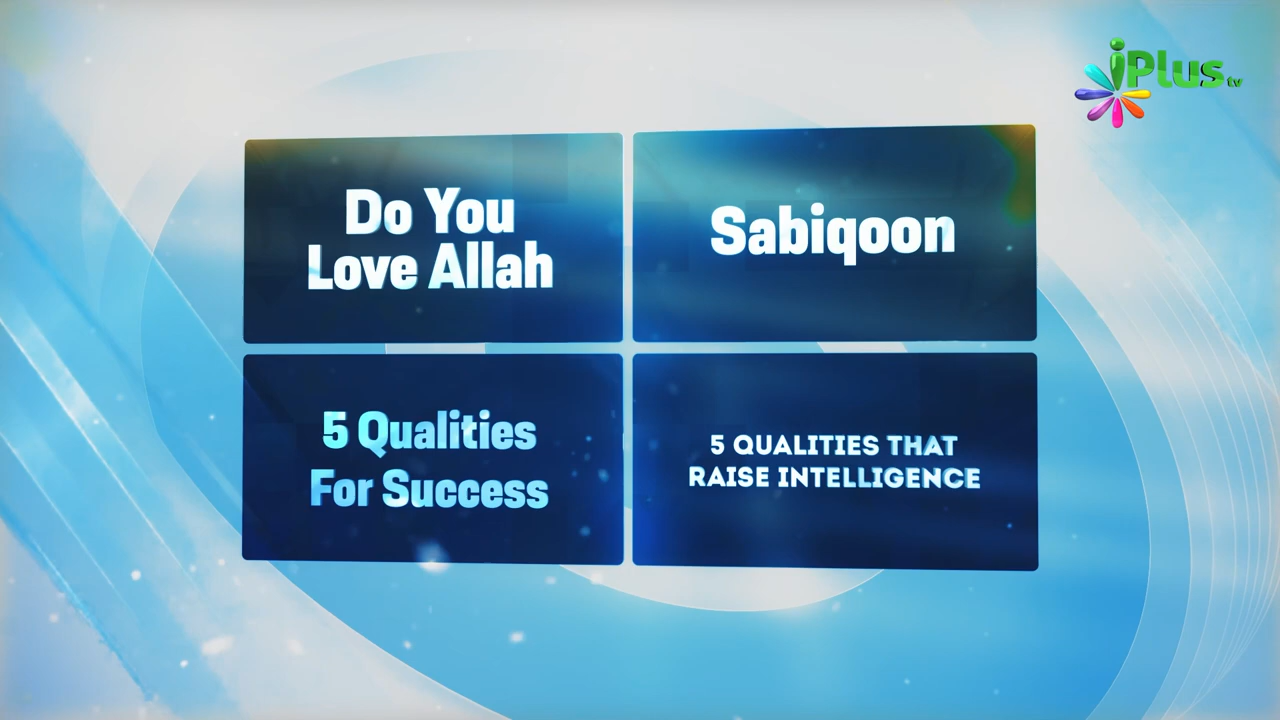 iPlus tv
Do You
Love Allah
Sabiqoon
5 Qualities
For Success
5 QUALITIES THAT
RAISE INTELLIGENCE